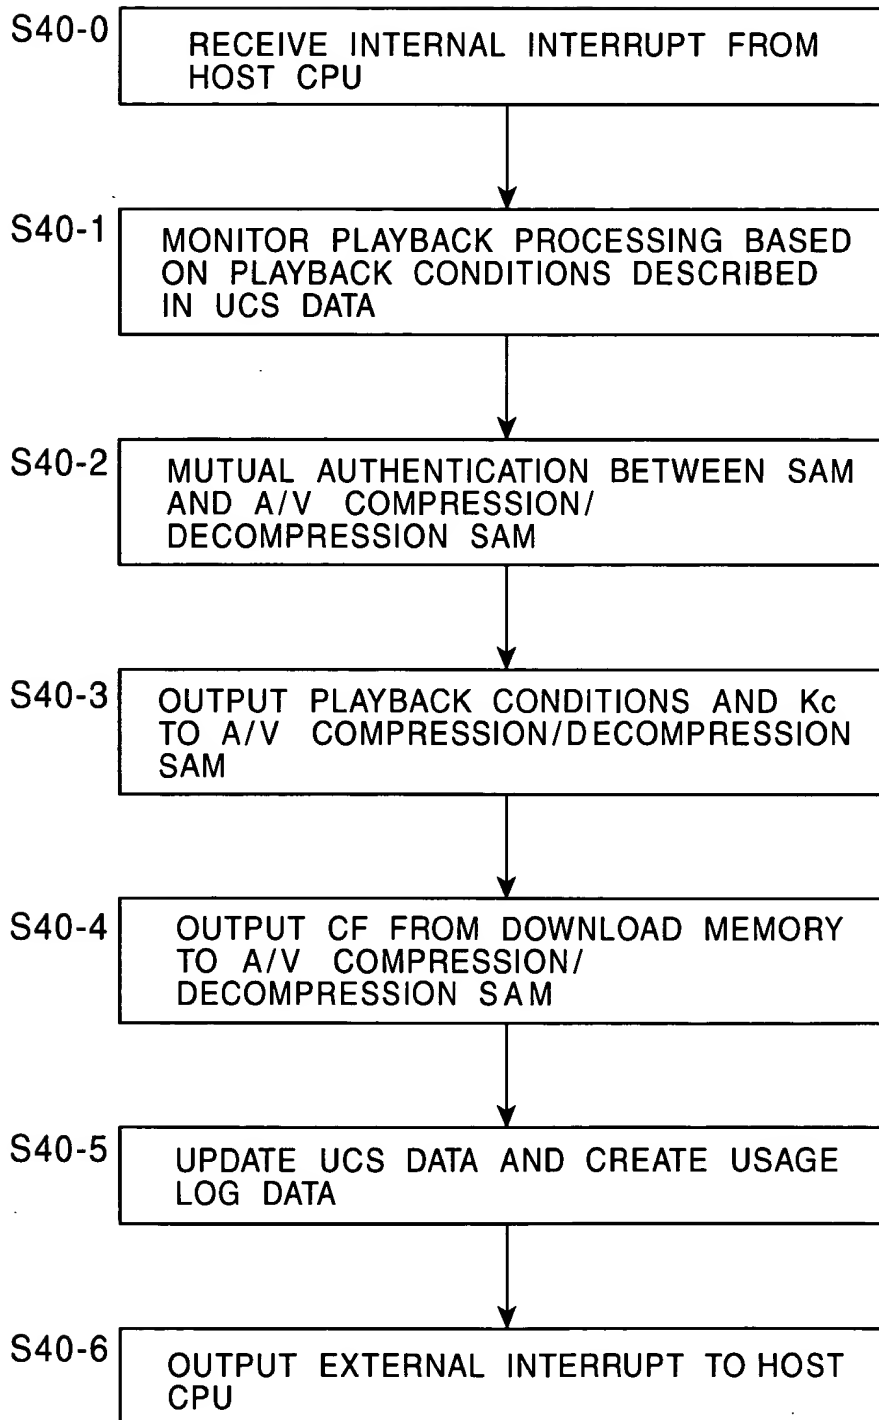 S40-0
RECEIVE INTERNAL INTERRUPT FROM
HOST CPU
S40-1
MONITOR PLAYBACK PROCESSING BASED
ON PLAYBACK CONDITIONS DESCRIBED
IN UCS DATA
S40-2
MUTUAL AUTHENTICATION BETWEEN SAM
AND A/V COMPRESSION/
DECOMPRESSION SAM
S40-3
OUTPUT PLAYBACK CONDITIONS AND Kc
TO A/V COMPRESSION/DECOMPRESSION
SAM
S40-4
OUTPUT CF FROM DOWNLOAD MEMORY
TO A/V COMPRESSION/
DECOMPRESSION SAM
S40-5
UPDATE UCS DATA AND CREATE USAGE
LOG DATA
S40-6
OUTPUT EXTERNAL INTERRUPT TO HOST
CPU